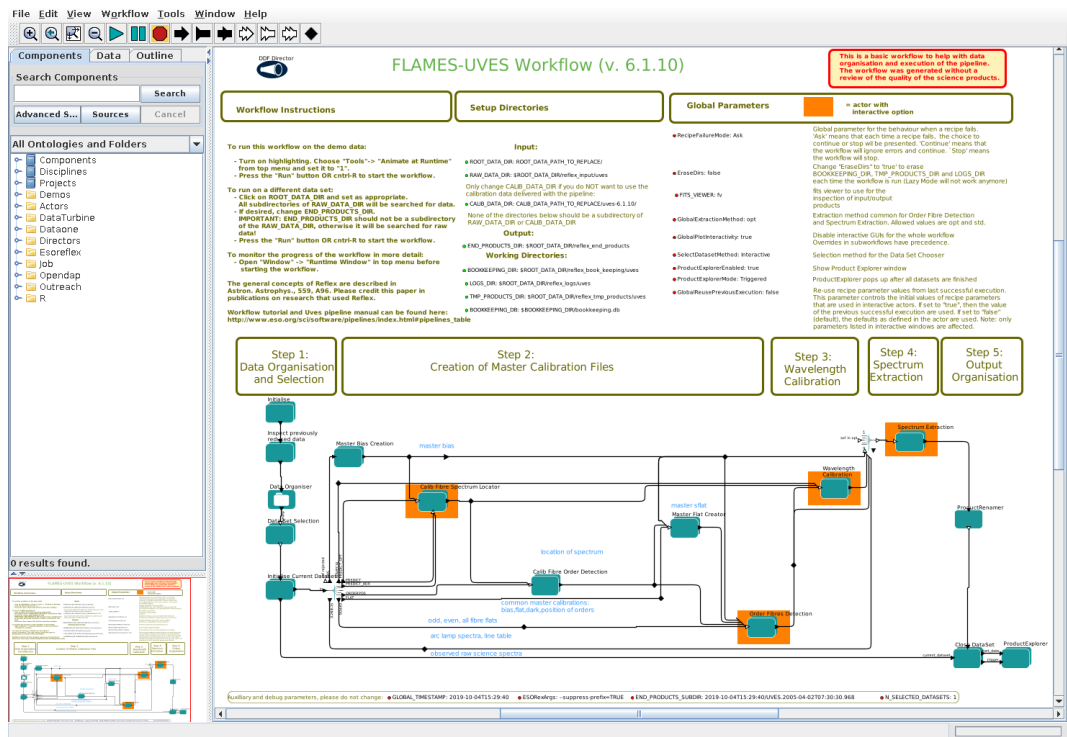 File Edit View Workflow Tools Window Help
Components Data Outline
Search Components
Search
Advanced S... Sources Cancel
All Ontologies and Folders
Components
Disciplines
Projects
Demos
Actors
DataTurbine
Dataone
Directors
Esoreflex
Job
Opendap
Outreach
R
0 results found.
DDF Director
FLAMES-UVES Workflow (v. 6.1.10)
This is a basic workflow to help with data
organisation and execution of the pipeline.
The workflow was generated without a
review of the quality of the science products.
Workflow Instructions
Setup Directories
Global Parameters
= actor with
interactive option
To run this workflow on the demo data:
- Turn on highlighting. Choose "Tools"-> "Animate at Runtime"
from top menu and set it to "1".
- Press the "Run" button OR cntrl-R to start the workflow.
To run on a different data set:
- Click on ROOT_DATA_DIR and set as appropriate.
All subdirectories of RAW_DATA_DIR will be searched for data.
- If desired, change END_PRODUCTS_DIR.
IMPORTANT: END_PRODUCTS_DIR should not be a subdirectory
of the RAW_DATA_DIR, otherwise it will be searched for raw
data!
- Press the "Run" button OR cntrl-R to start the workflow.
To monitor the progress of the workflow in more detail:
- Open "Window" -> "Runtime Window" in top menu before
starting the workflow.
The general concepts of Reflex are described in
Astron. Astrophys., 559, A96. Please credit this paper in
publications on research that used Reflex.
Workflow tutorial and Uves pipeline manual can be found here:
http://www.eso.org/sci/software/pipelines/index.html#pipelines_table
Input:
ROOT_DATA_DIR: ROOT_DATA_PATH_TO_REPLACE/
RAW_DATA_DIR: $ROOT_DATA_DIR/reflex_input/uves
Only change CALIB_DATA_DIR if you do NOT want to use the
calibration data delivered with the pipeline:
CALIB_DATA_DIR: CALIB_DATA_PATH_TO_REPLACE/uves-6.1.10/
None of the directories below should be a subdirectory of
RAW_DATA_DIR or CALIB_DATA_DIR
Output:
END_PRODUCTS_DIR: $ROOT_DATA_DIR/reflex_end_products
Working Directories:
BOOKKEEPING_DIR: $ROOT_DATA_DIR/reflex_book_keeping/uves
LOGS_DIR: $ROOT_DATA_DIR/reflex_logs/uves
TMP_PRODUCTS_DIR: $ROOT_DATA_DIR/reflex_tmp_products/uves
BOOKKEEPING_DB: $BOOKKEEPING_DIR/bookkeeping.db
RecipeFailureMode: Ask
EraseDirs: false
FITS_VIEWER: fv
GlobalExtractionMethod: opt
GlobalPlotInteractivity: true
SelectDatasetMethod: Interactive
ProductExplorerEnabled: true
ProductExplorerMode: Triggered
GlobalReusePreviousExecution: false
Global parameter for the behaviour when a recipe fails.
'Ask' means that each time a recipe fails, the choice to
continue or stop will be presented. 'Continue' means that
the workflow will ignore errors and continue. `Stop' means
the workflow will stop.
Change "EraseDirs" to "true" to erase
BOOKKEEPING_DIR, TMP_PRODUCTS_DIR and LOGS_DIR
each time the workflow is run (Lazy Mode will not work anymore)
fits viewer to use for the
inspection of input/output
products
Extraction method common for Order Fibre Detection
and Spectrum Extraction. Allowed values are opt and std.
Disable interactive GUIs for the whole workflow
Overrides in subworkflows have precedence.
Selection method for the Data Set Chooser
Show Product Explorer window
ProductExplorer pops up after all datasets are finished
Re-use recipe parameter values from last successful execution.
This parameter controls the initial values of recipe parameters
that are used in interactive actors. If set to "true", then the value
of the previous successful execution are used. If set to "false"
(default), the defaults as defined in the actor are used. Note: only
parameters listed in interactive windows are affected.
Step 1:
Data Organisation
and Selection
Step 2:
Creation of Master Calibration Files
Step 3:
Wavelength
Calibration
Step 4:
Spectrum
Extraction
Step 5:
Output
Organisation
Initialise
Inspect previously
reduced data
Data Organiser
DataSet Selection
Initialise Current Dataset
Master Bias Creation
master bias
Calib Fibre Spectrum Locator
location of spectrum
Calib Fibre Order Detection
common master calibrations:
bias,flat,dark,position of orders
odd, even, all fibre flats
arc lamp spectra, line table
observed raw science spectra
master sflat
Master Flat Creator
Order Fibres Detection
Wavelength
Calibration
Spectrum Extraction
ProductRenamer
Close DataSet
ProductExplorer
Auxiliary and debug parameters, please do not change:
GLOBAL_TIMESTAMP: 2019-10-04T15:29:40
ESORexArgs: --suppress-prefix=TRUE
END_PRODUCTS_SUBDIR: 2019-10-04T15:29:40/UVES.2005-04-02T07:30:30.968
N_SELECTED_DATASETS: 1